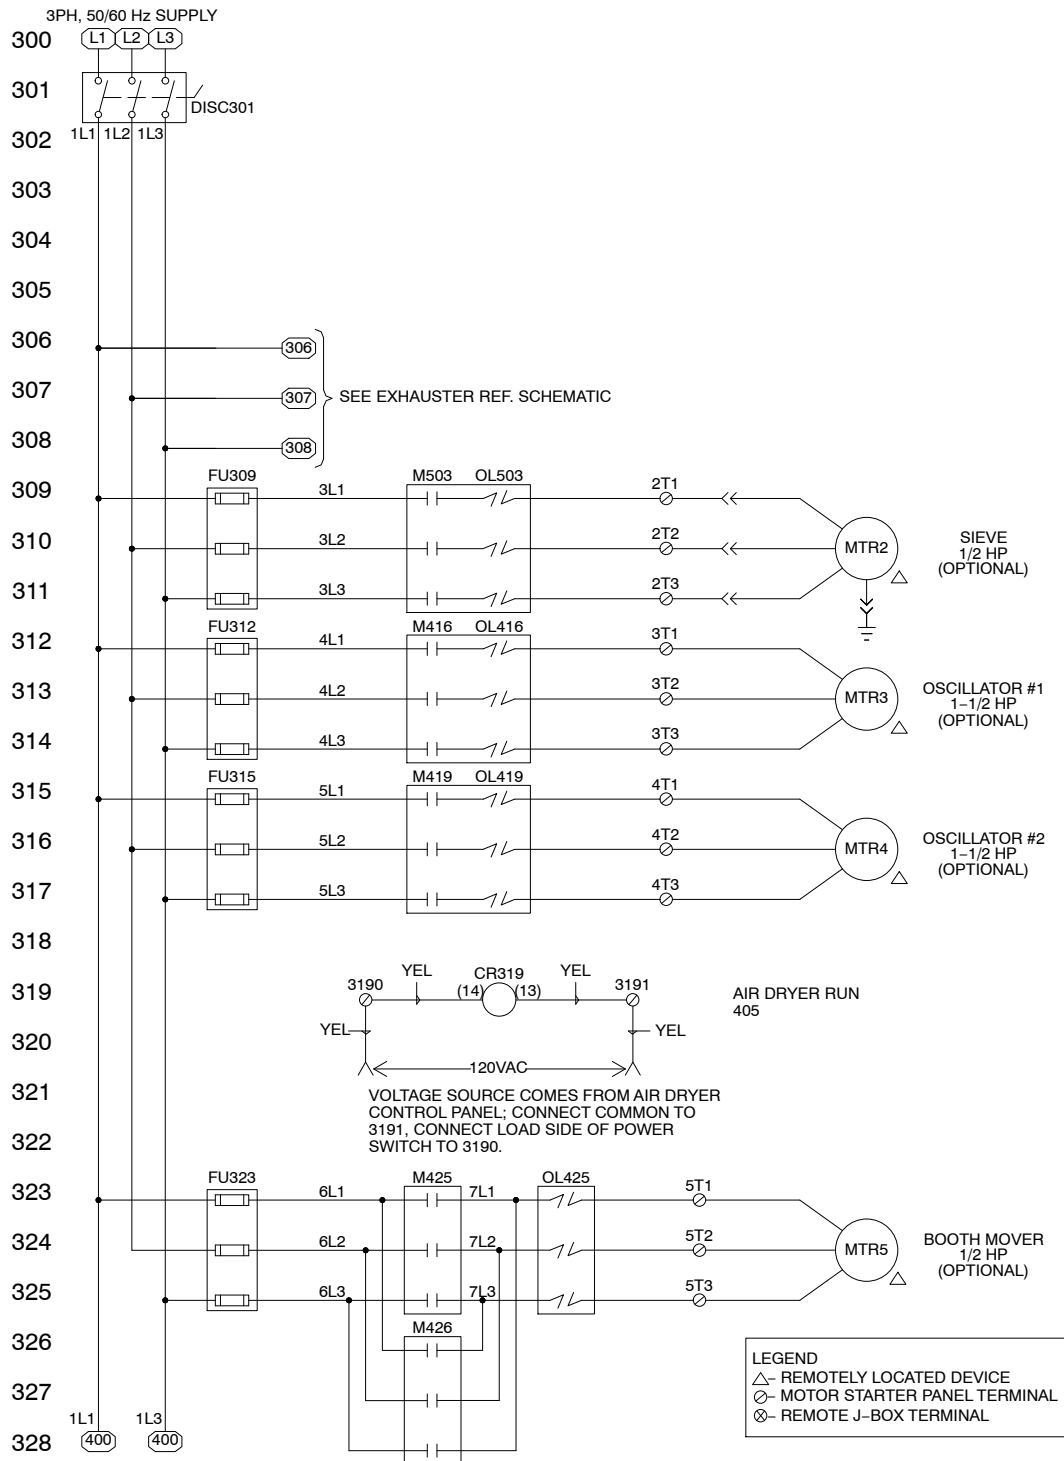 3PH, 50/60 Hz SUPPLY
300
L1 L2 L3
301
DISC301
1L1 1L2 1L3
302
303
304
305
306
306
307
307
SEE EXHAUSTER REF. SCHEMATIC
308
308
FU309 M503 OL503
309
3L1 2T1
310
3L2 2T2
MTR2
SIEVE
1/2 HP
(OPTIONAL)
311
3L3 2T3
FU312 M416 OL416
312
4L1 3T1
313
4L2 3T2
MTR3
OSCILLATOR #1
1–1/2 HP
(OPTIONAL)
314
4L3 3T3
FU315 M419 OL419
315
5L1 4T1
316
5L2 4T2
MTR4
OSCILLATOR #2
1–1/2 HP
(OPTIONAL)
317
5L3 4T3
318
319
3190 YEL (14) CR319 (13) YEL 3191
AIR DRYER RUN
405
320
YEL YEL
120VAC
321
VOLTAGE SOURCE COMES FROM AIR DRYER
CONTROL PANEL; CONNECT COMMON TO
3191, CONNECT LOAD SIDE OF POWER
SWITCH TO 3190.
322
FU323 M425 OL425
323
6L1 7L1 5T1
324
6L2 7L2 5T2
MTR5
BOOTH MOVER
1/2 HP
(OPTIONAL)
325
6L3 7L3 5T3
326
M426
327
LEGEND
– REMOTELY LOCATED DEVICE
– MOTOR STARTER PANEL TERMINAL
– REMOTE J–BOX TERMINAL
1L1 1L3
328
400 400